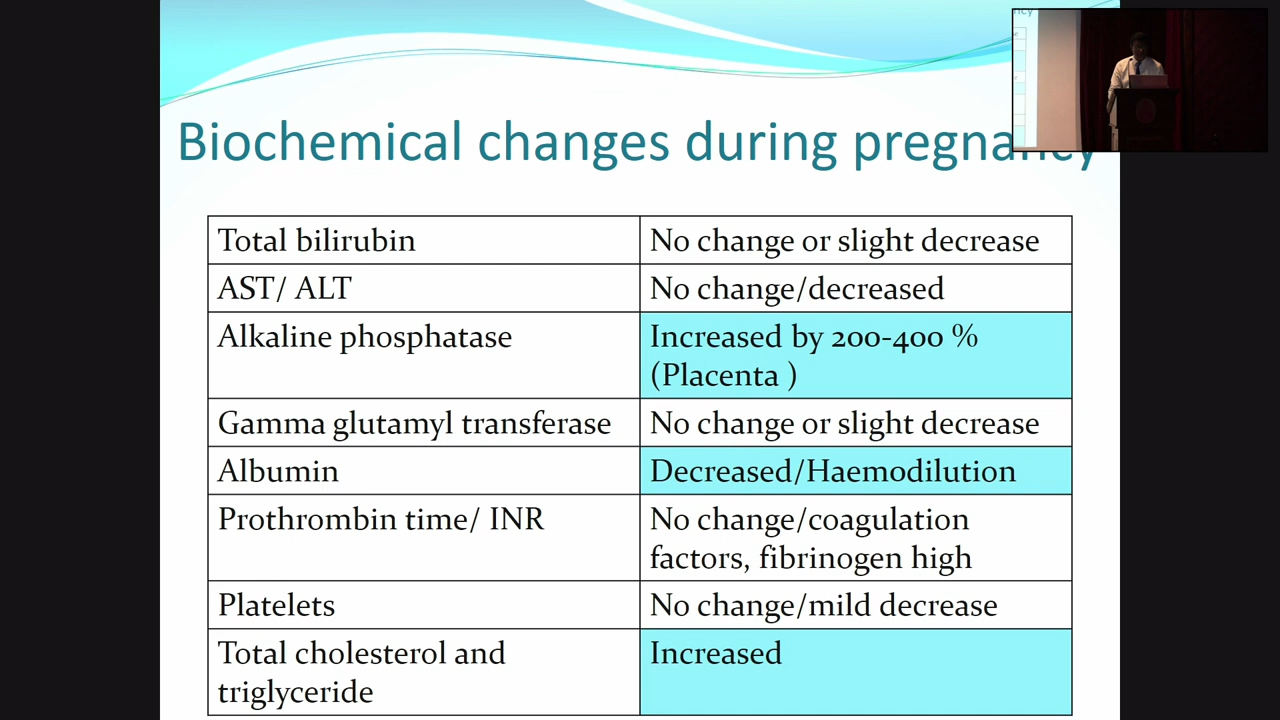 Biochemical changes during pregnancy
Total bilirubin
No change or slight decrease
AST/ ALT
No change/decreased
Alkaline phosphatase
Increased by 200-400 %
(Placenta )
Gamma glutamyl transferase
No change or slight decrease
Albumin
Decreased/Haemodilution
Prothrombin time/ INR
No change/coagulation
factors, fibrinogen high
Platelets
No change/mild decrease
Total cholesterol and
triglyceride
Increased